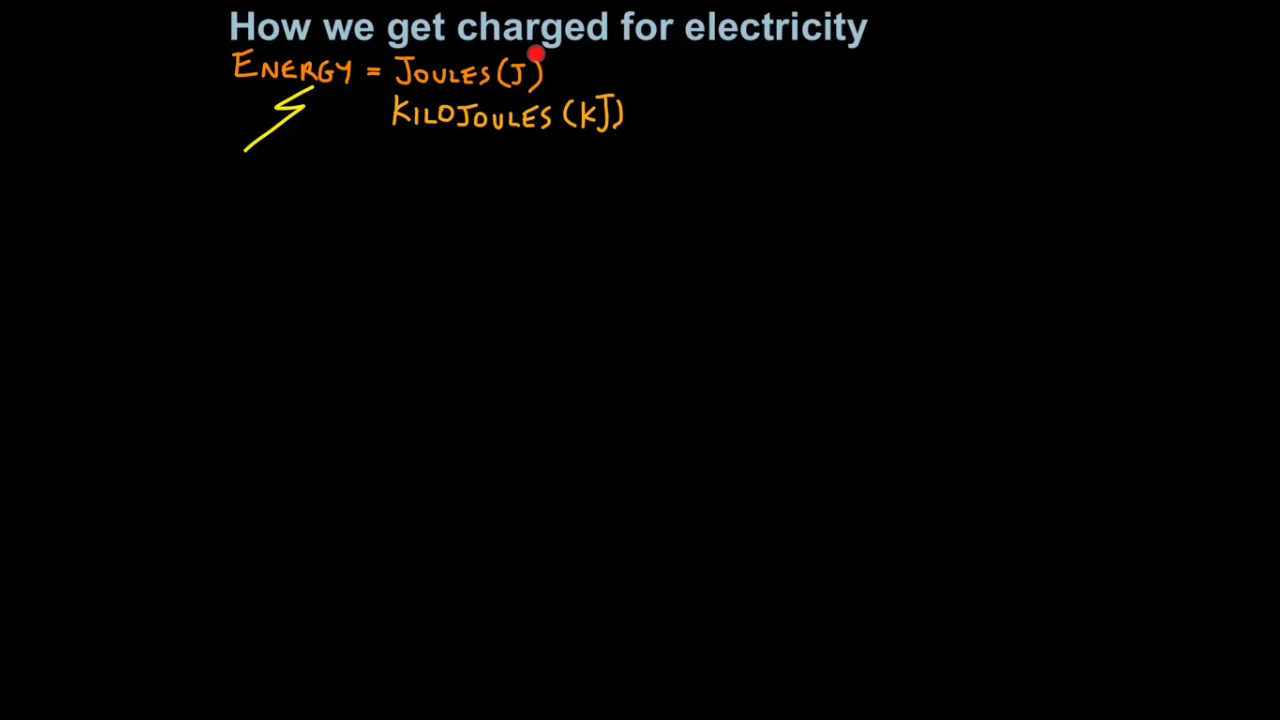 How we get charged for electricity
ENERGY = JOULES (J)
KILOJOULES (KJ)